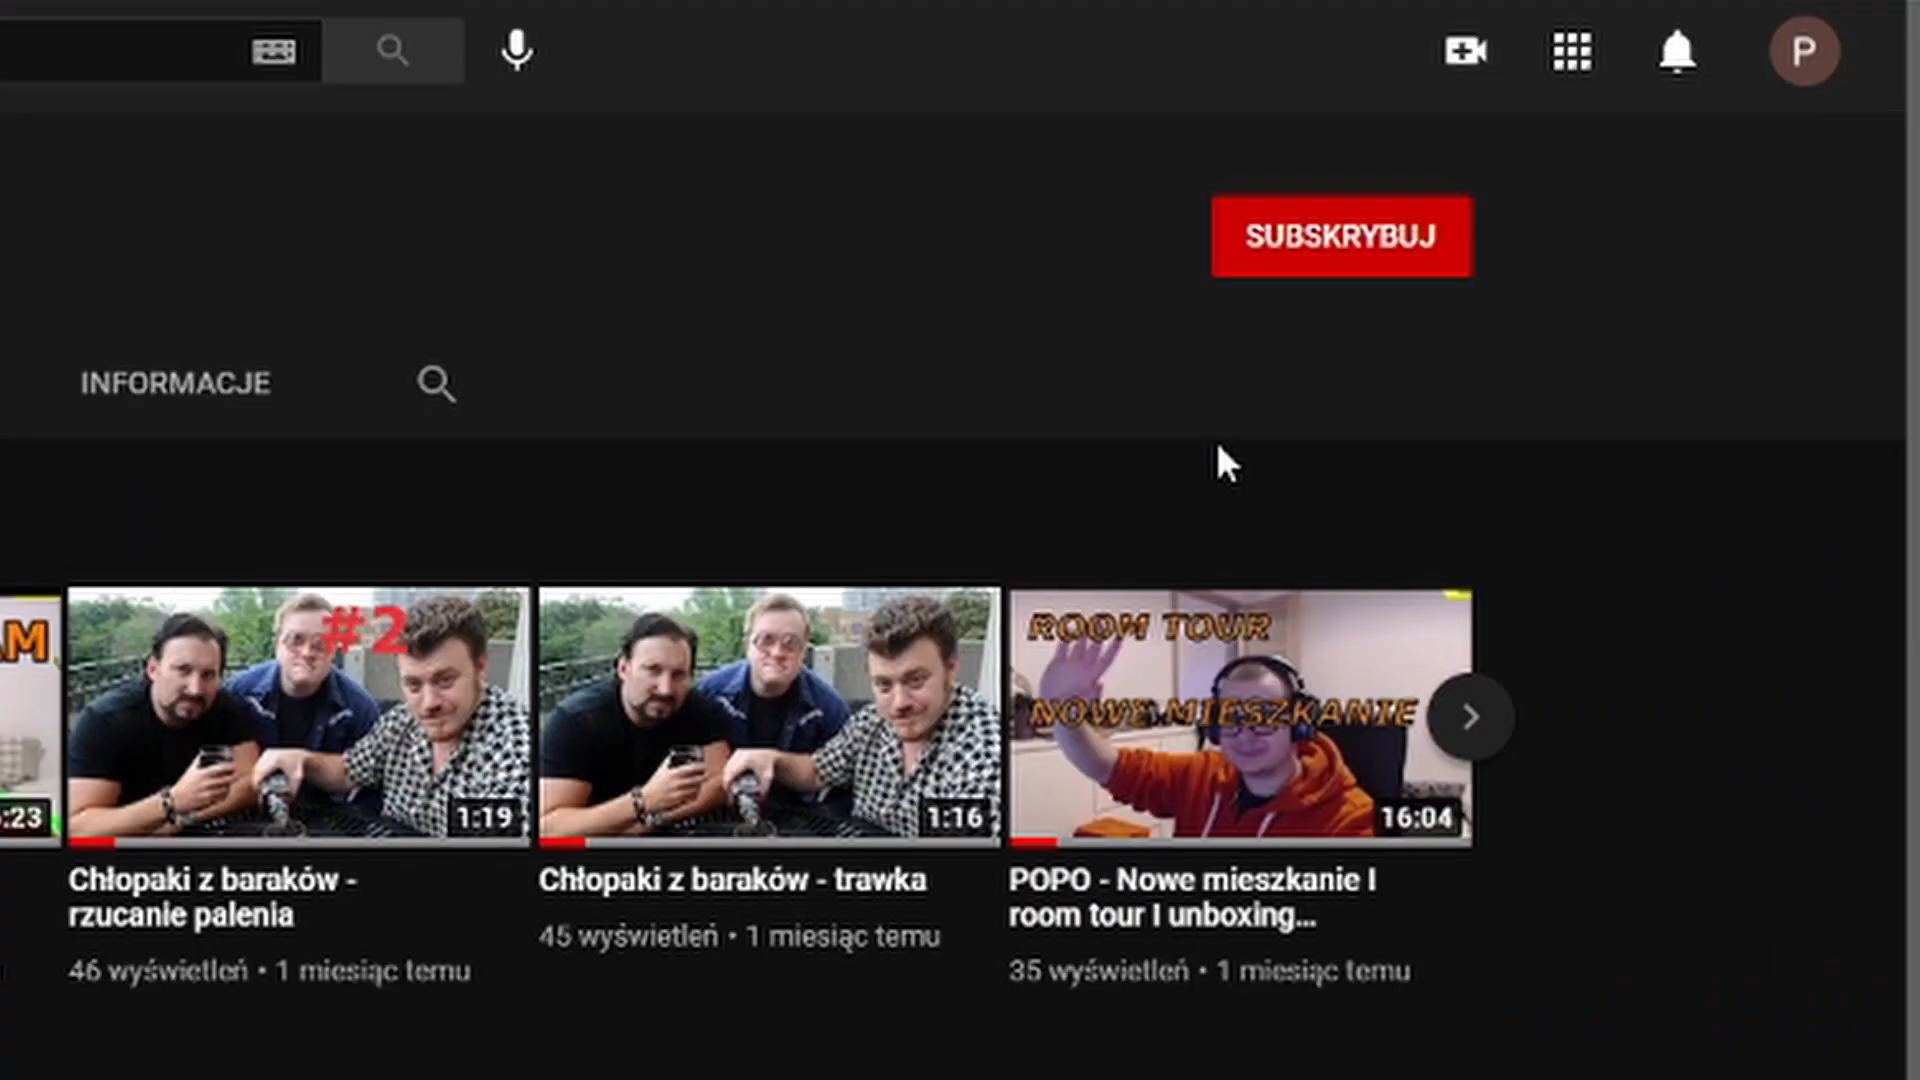 P
SUBSKRYBUJ
INFORMACJE
AM
:23
#2
1:19
1:16
ROOM TOUR
NOWE MIESZKANIE
16:04
Chłopaki z baraków -
rzucanie palenia
46 wyświetleń • 1 miesiąc temu
Chłopaki z baraków - trawka
45 wyświetleń • 1 miesiąc temu
POPO - Nowe mieszkanie I
room tour I unboxing...
35 wyświetleń • 1 miesiąc temu